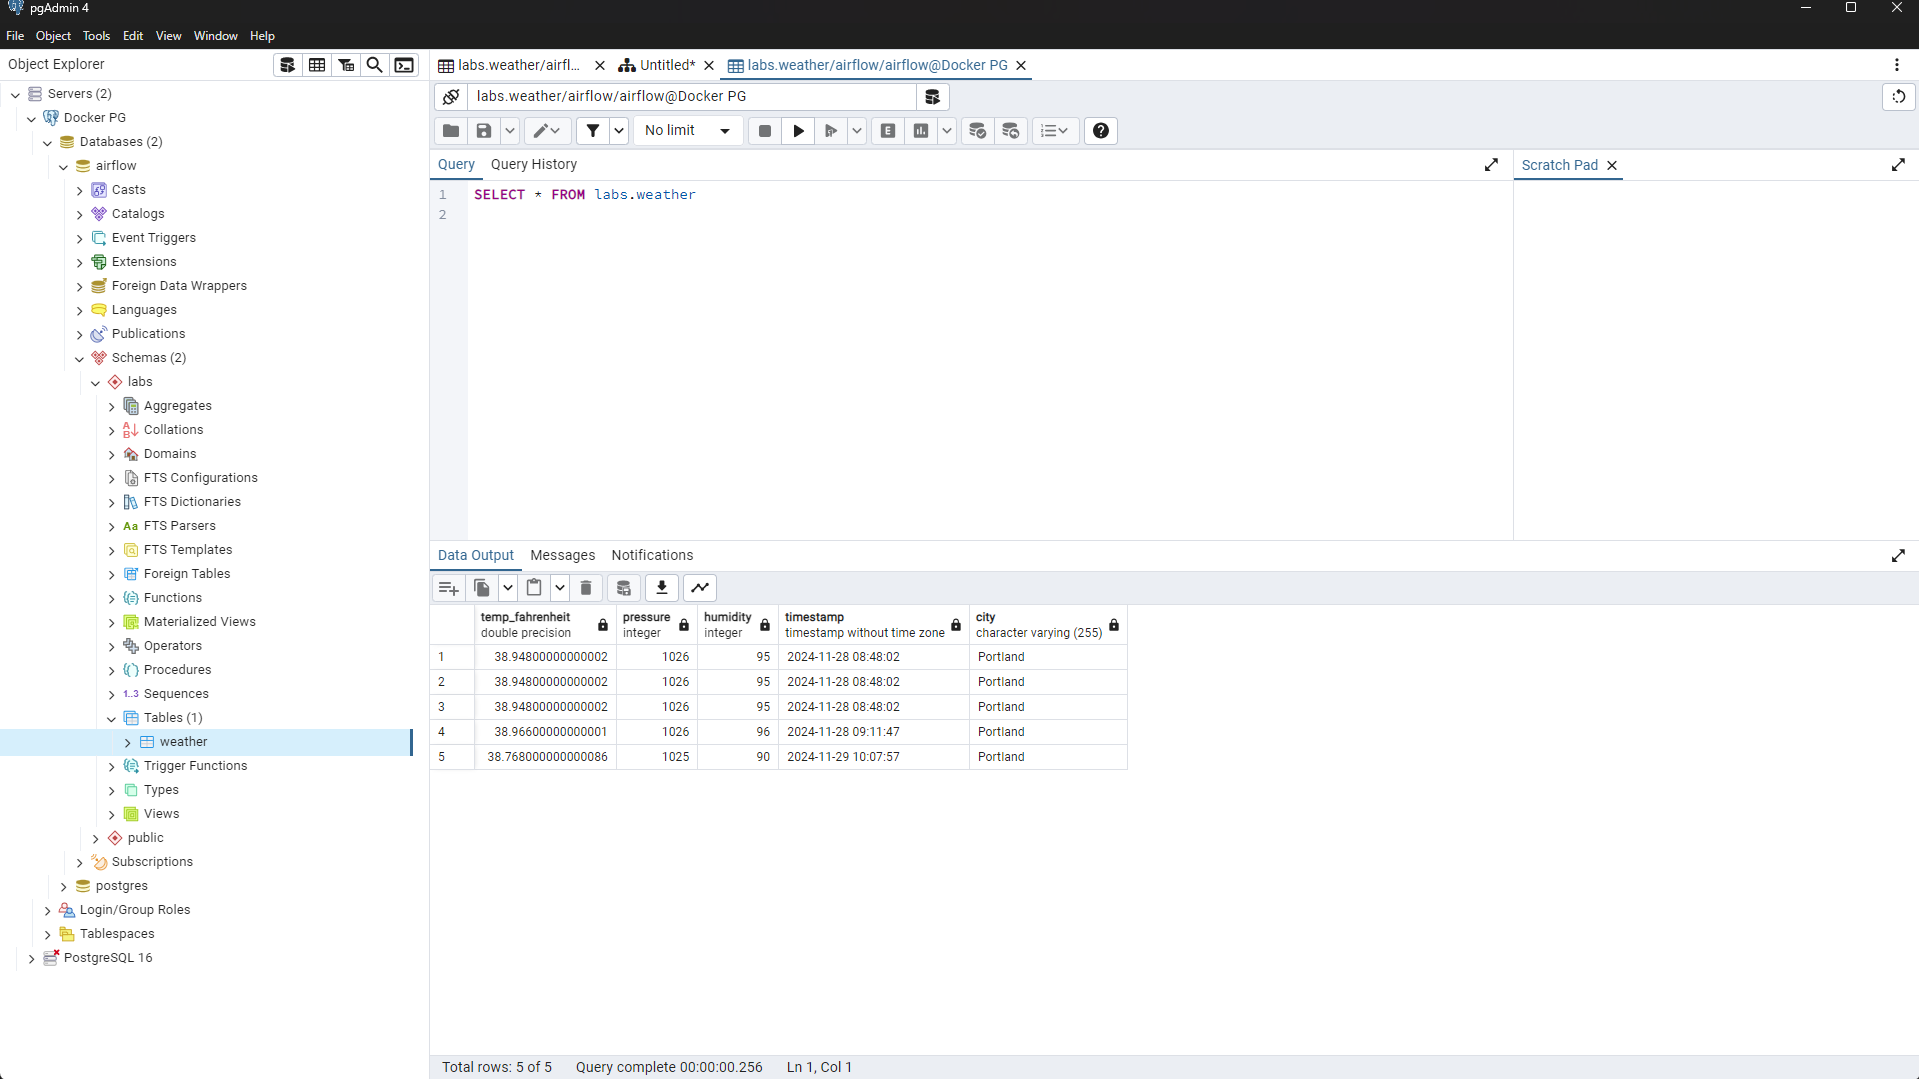 pgAdmin 4
File Object Tools Edit View Window Help
Object Explorer
Servers (2)
Docker PG
Databases (2)
airflow
Casts
Catalogs
Event Triggers
Extensions
Foreign Data Wrappers
Languages
Publications
Schemas (2)
labs
Aggregates
Collations
Domains
FTS Configurations
FTS Dictionaries
Aa FTS Parsers
FTS Templates
Foreign Tables
Functions
Materialized Views
Operators
Procedures
1..3 Sequences
Tables (1)
weather
Trigger Functions
Types
Views
public
Subscriptions
postgres
Login/Group Roles
Tablespaces
PostgreSQL 16
labs.weather/airfl... Untitled* labs.weather/airflow/airflow@Docker PG
labs.weather/airflow/airflow@Docker PG
No limit E
Query Query History
Scratch Pad
1 SELECT * FROM labs.weather
2
Data Output Messages Notifications
temp_fahrenheit pressure humidity timestamp city
double precision integer integer timestamp without time zone character varying (255)
1 38.94800000000002 1026 95 2024-11-28 08:48:02 Portland
2 38.94800000000002 1026 95 2024-11-28 08:48:02 Portland
3 38.94800000000002 1026 95 2024-11-28 08:48:02 Portland
4 38.96600000000001 1026 96 2024-11-28 09:11:47 Portland
5 38.768000000000086 1025 90 2024-11-29 10:07:57 Portland
Total rows: 5 of 5 Query complete 00:00:00.256 Ln 1, Col 1